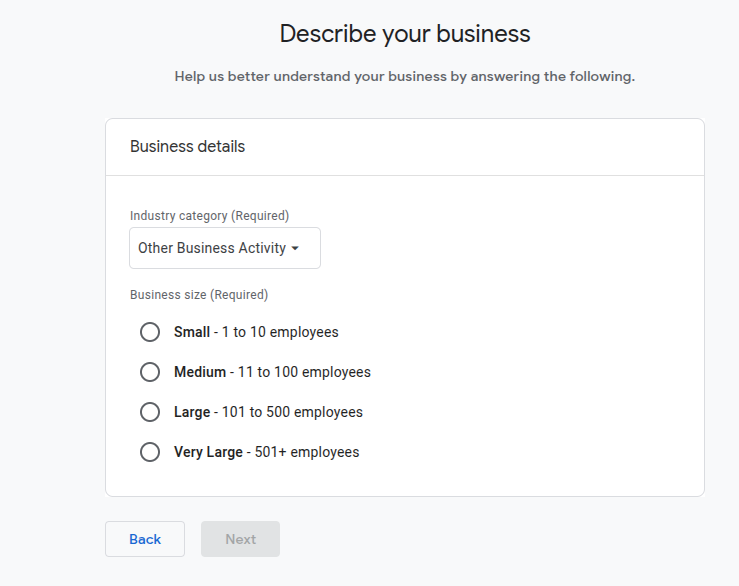 Describe your business
Help us better understand your business by answering the following.
Business details
Industry category (Required)
Other Business Activity
Business size (Required)
Small - 1 to 10 employees
Medium - 11 to 100 employees
Large - 101 to 500 employees
Very Large - 501+ employees
Back
Next